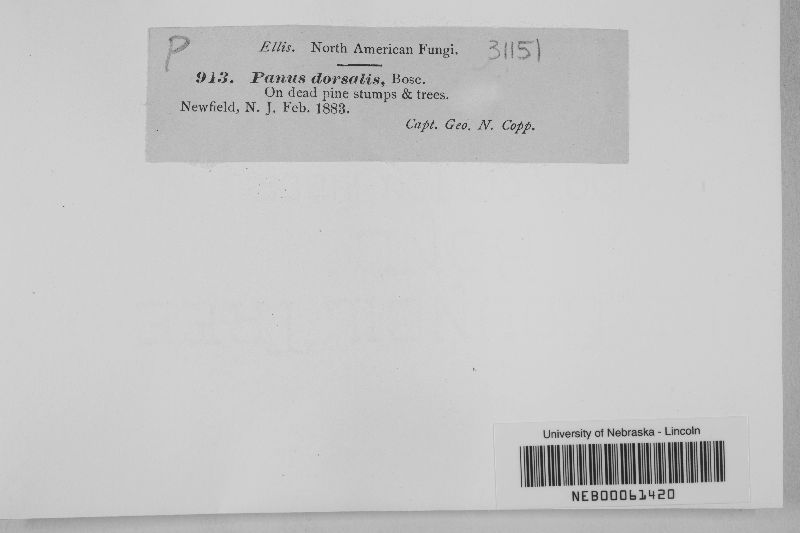 P
Ellis. North American Fungi.
31151
913. Panus dorsalis, Bosc.
On dead pine stumps & trees.
Newfield, N. J. Feb. 1883.
Capt. Geo. N. Copp.
University of Nebraska - Lincoln
NEB00061420